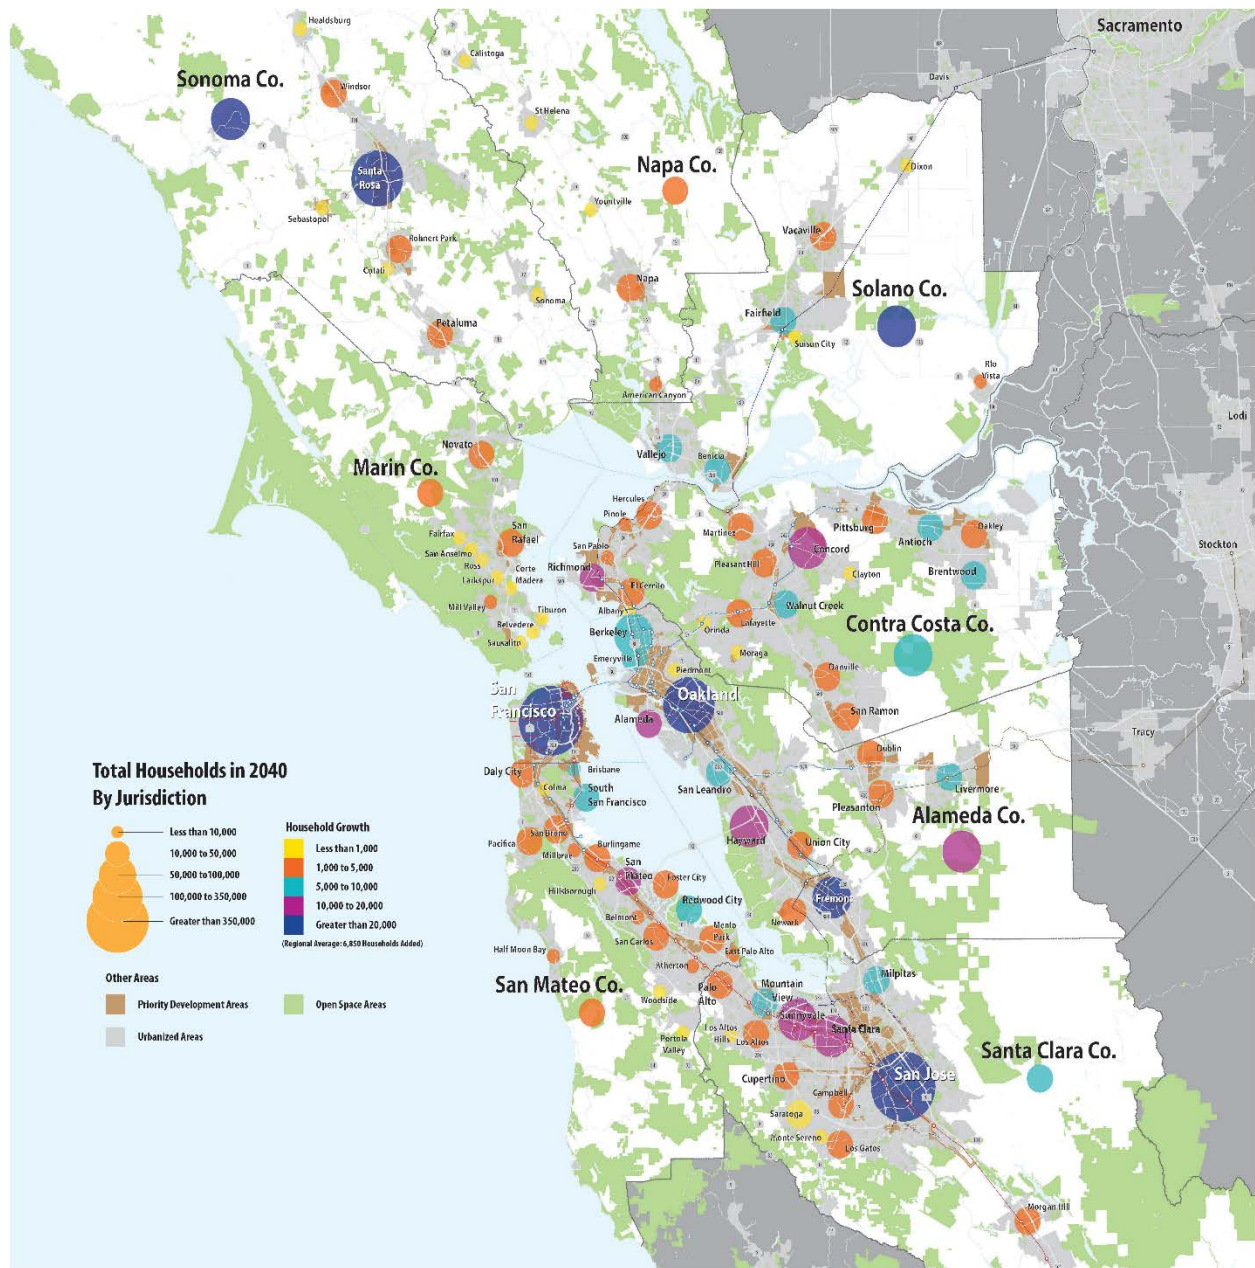 Healdsburg
Sacramento
Calistoga
Davis
Sonoma Co.
Windsor
St Helena
Napa Co.
Dixon
Santa
Rosa
Sebastopol
Yountville
Rohnert Park
Vacaville
Cotati
Napa
Solano Co.
Sonoma
Fairfield
Petaluma
Suisun City
Rio
Vista
American Canyon
Lodi
Novato
Vallejo
Benicia
Marin Co.
Hercules
Pinole
Martinez
Pittsburg
Antioch
Oakley
San
Rafael
Concord
Stockton
Fairfax
San Anselmo
San Pablo
Pleasant Hill
Ross
Corte
Madera
Richmond
Clayton
Brentwood
Larkspur
El Cerrito
Mill Valley
Tiburon
Albany
Walnut Creek
Lafayette
Orinda
Belvedere
Berkeley
Contra Costa Co.
Sausalito
Emeryville
Moraga
Piedmont
Danville
San
Francisco
Oakland
Alameda
San Ramon
Tracy
Dublin
Daly City
Brisbane
Colma
South
San Francisco
San Leandro
Livermore
Pleasanton
Alameda Co.
Total Households in 2040
By Jurisdiction
Less than 10,000
10,000 to 50,000
50,000 to 100,000
100,000 to 350,000
Greater than 350,000
Household Growth
Less than 1,000
1,000 to 5,000
5,000 to 10,000
10,000 to 20,000
Greater than 20,000
(Regional Average: 6,850 Households Added)
Other Areas
Priority Development Areas
Open Space Areas
Urbanized Areas
Pacifica
San Bruno
Millbrae
Burlingame
Hayward
Union City
San
Mateo
Foster City
Hillsborough
Fremont
Redwood City
Belmont
Newark
Menlo
Park
San Carlos
East Palo Alto
Half Moon Bay
Atherton
San Mateo Co.
Palo
Alto
Mountain
View
Milpitas
Woodside
Sunnyvale
Santa Clara
Los Altos
Hills
Los Altos
Portola
Valley
Santa Clara Co.
San Jose
Cupertino
Campbell
Saratoga
Monte Sereno
Los Gatos
Morgan Hill